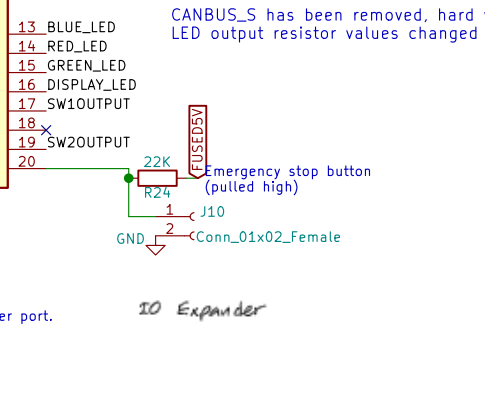 CANBUS_S has been removed, hard
LED output resistor values changed
13 BLUE_LED
14 RED_LED
15 GREEN_LED
16 DISPLAY_LED
17 SW1OUTPUT
18
19 SW2OUTPUT
20
FUSED5V
22K
R24
Emergency stop button
(pulled high)
1 J10
2 Conn_01x02_Female
GND
er port.
IO Expander